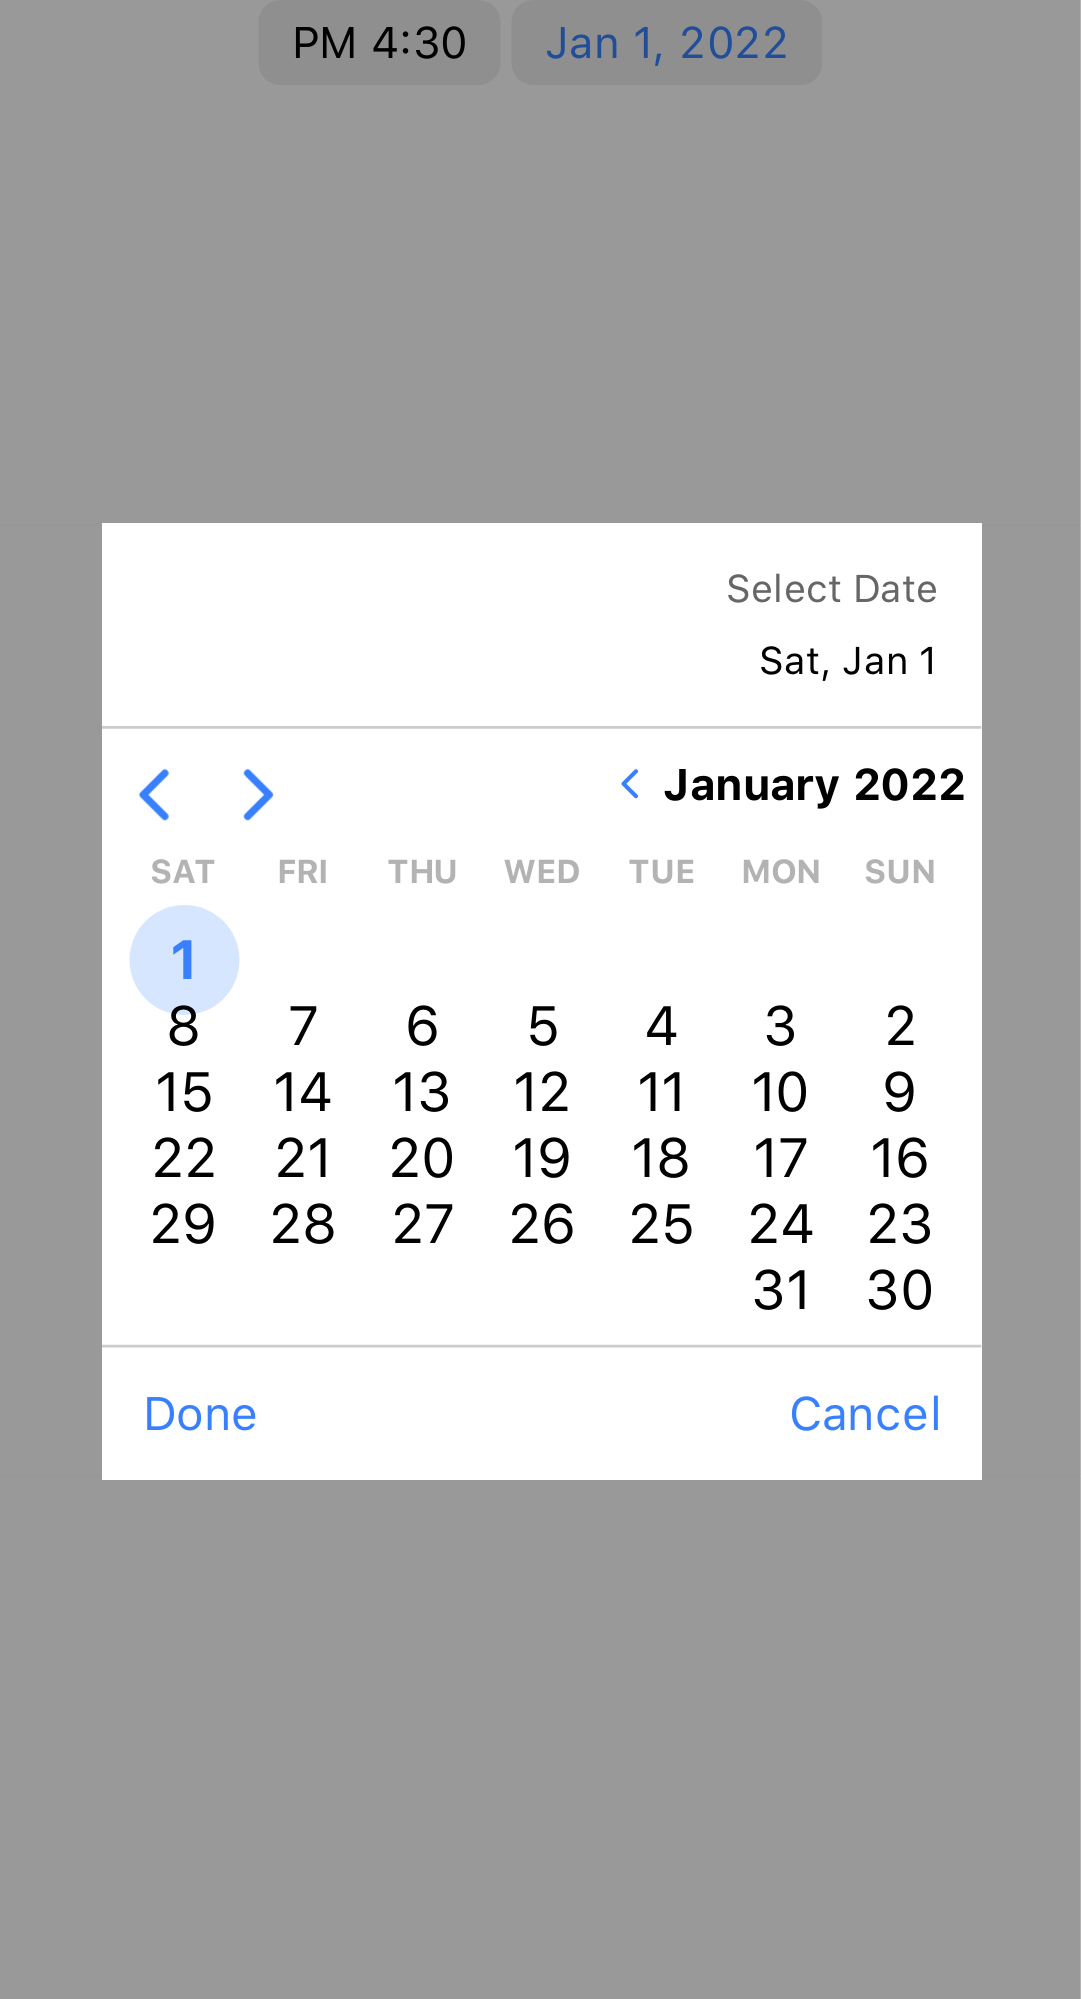 PM 4:30 Jan 1, 2022
Select Date
Sat, Jan 1
January 2022
SAT FRI THU WED TUE MON SUN
1
8 7 6 5 4 3 2
15 14 13 12 11 10 9
22 21 20 19 18 17 16
29 28 27 26 25 24 23
31 30
Done Cancel